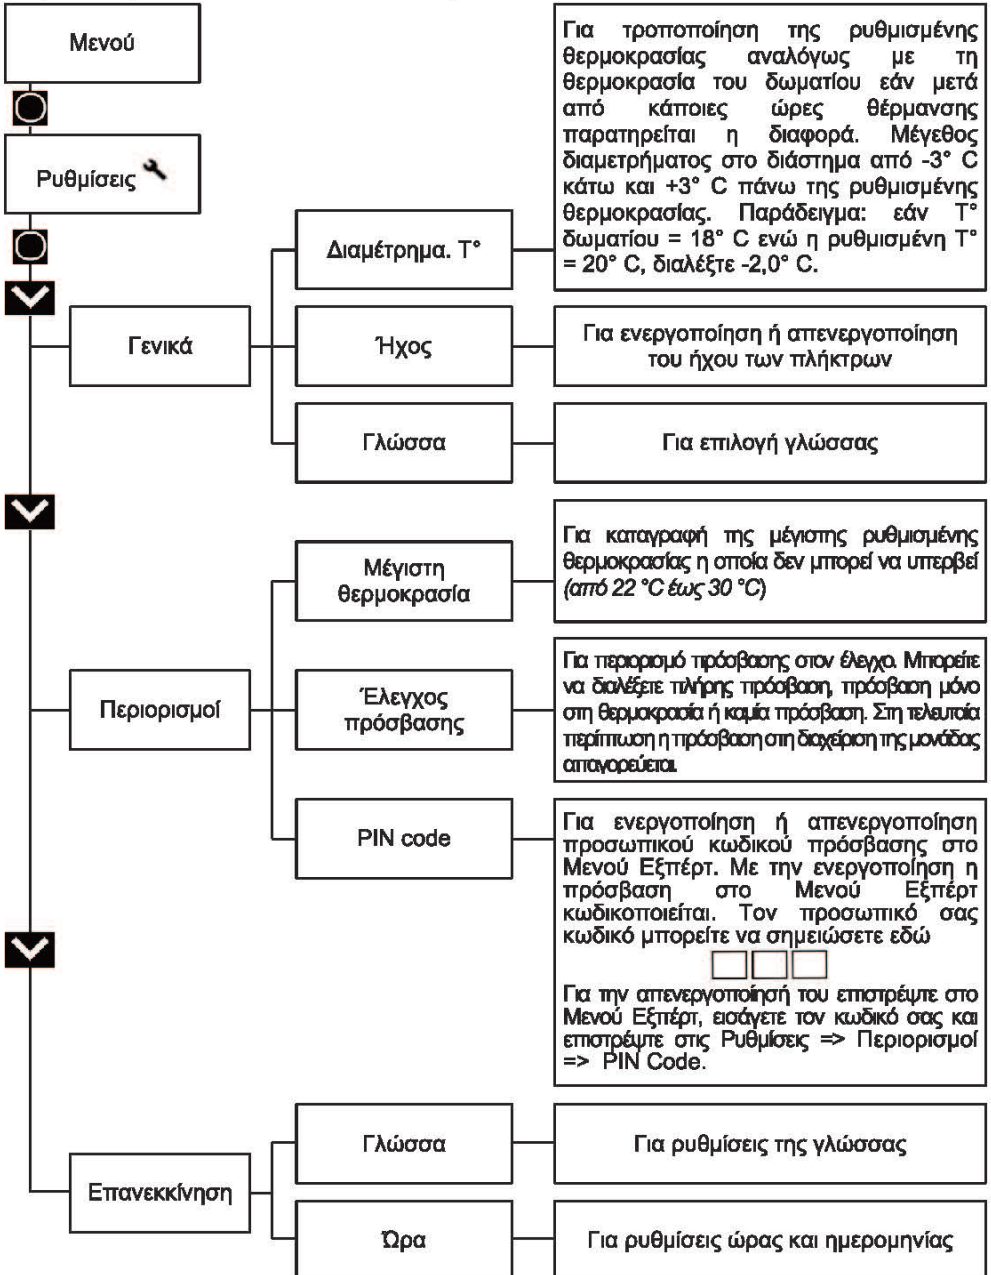 Μενού
Ρυθμίσεις
Για τροποποίηση της ρυθμισμένης
θερμοκρασίας αναλόγως με τη
θερμοκρασία του δωματίου εάν μετά
από κάποιες ώρες θέρμανσης
παρατηρείται η διαφορά. Μέγεθος
διαμετρήματος στο διάστημα από -3° C
κάτω και +3° C πάνω της ρυθμισμένης
θερμοκρασίας. Παράδειγμα: εάν Τ°
δωματίου = 18° C ενώ η ρυθμισμένη Τ°
= 20° C, διαλέξτε -2,0° C.
Διαμέτρημα. Τ°
Γενικά
Ήχος
Για ενεργοποίηση ή απενεργοποίηση
του ήχου των πλήκτρων
Γλώσσα
Για επιλογή γλώσσας
Μέγιστη
θερμοκρασία
Για καταγραφή της μέγιστης ρυθμισμένης
θερμοκρασίας η οποία δεν μπορεί να υπερβεί
(από 22 °C έως 30 °C)
Περιορισμοί
Έλεγχος
πρόσβασης
Για περιορισμό πρόσβασης στον έλεγχο. Μπορείτε
να διαλέξετε πλήρης πρόσβαση, πρόσβαση μόνο
στη θερμοκρασία ή καμία πρόσβαση. Στη τελευταία
περίπτωση η πρόσβαση στη διαχείριση της μονάδας
απαγορεύεται.
PIN code
Για ενεργοποίηση ή απενεργοποίηση
προσωπικού κωδικού πρόσβασης στο
Μενού Εξπέρτ. Με την ενεργοποίηση η
πρόσβαση στο Μενού Εξπέρτ
κωδικοποιείται. Τον προσωπικό σας
κωδικό μπορείτε να σημειώσετε εδώ
Για την απενεργοποίησή του επιστρέψτε στο
Μενού Εξπέρτ, εισάγετε τον κωδικό σας και
επιστρέψτε στις Ρυθμίσεις => Περιορισμοί
=> PIN Code.
Επανεκκίνηση
Γλώσσα
Για ρυθμίσεις της γλώσσας
Ώρα
Για ρυθμίσεις ώρας και ημερομηνίας